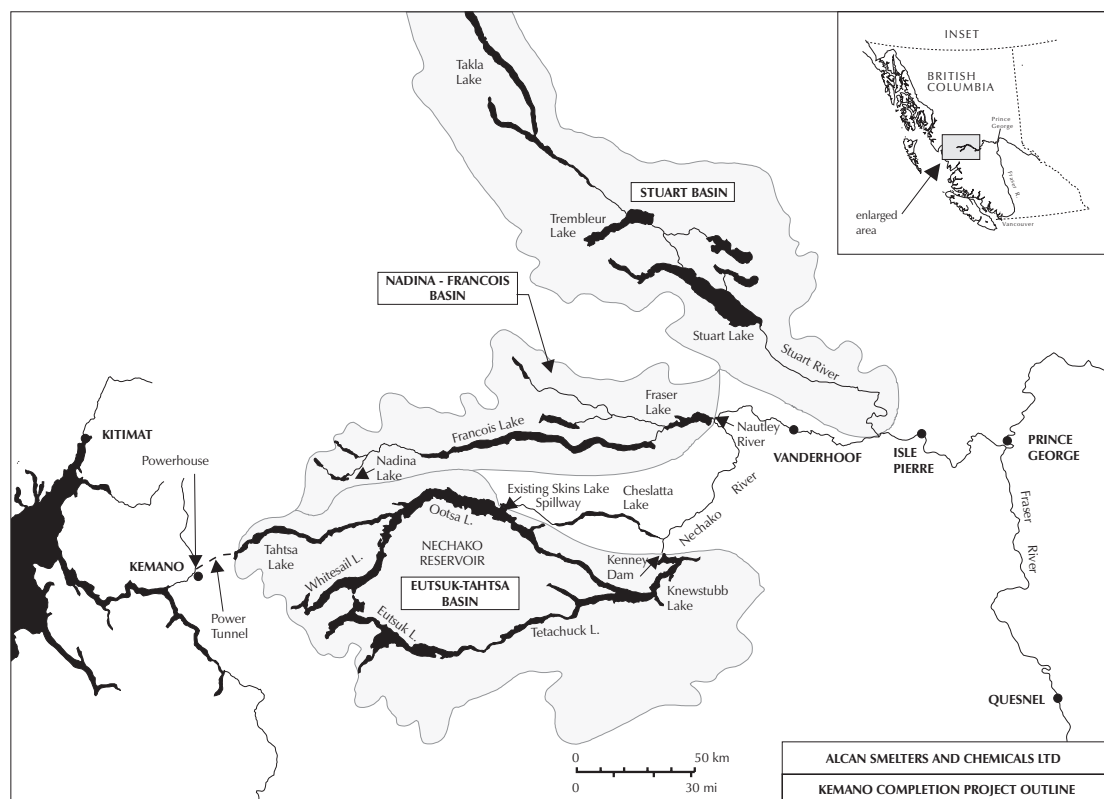 INSET
BRITISH
COLUMBIA
Prince
George
Fraser R.
Vancouver
enlarged
area
Takla
Lake
STUART BASIN
Trembleur
Lake
NADINA - FRANCOIS
BASIN
Stuart Lake
Stuart River
Fraser
Lake
Francois Lake
Nautley
River
VANDERHOOF
ISLE
PIERRE
PRINCE
GEORGE
KITIMAT
Powerhouse
Nadina
Lake
Existing Skins Lake
Spillway
Cheslatta
Lake
Nechako
River
Fraser
River
Ootsa L.
Tahtsa
Lake
NECHAKO
RESERVOIR
Whitesail L.
EUTSUK-TAHTSA
BASIN
Kenney
Dam
Knewstubb
Lake
KEMANO
Power
Tunnel
Eutsuk L.
Tetachuck L.
QUESNEL
0 50 km
0 30 mi
ALCAN SMELTERS AND CHEMICALS LTD
KEMANO COMPLETION PROJECT OUTLINE